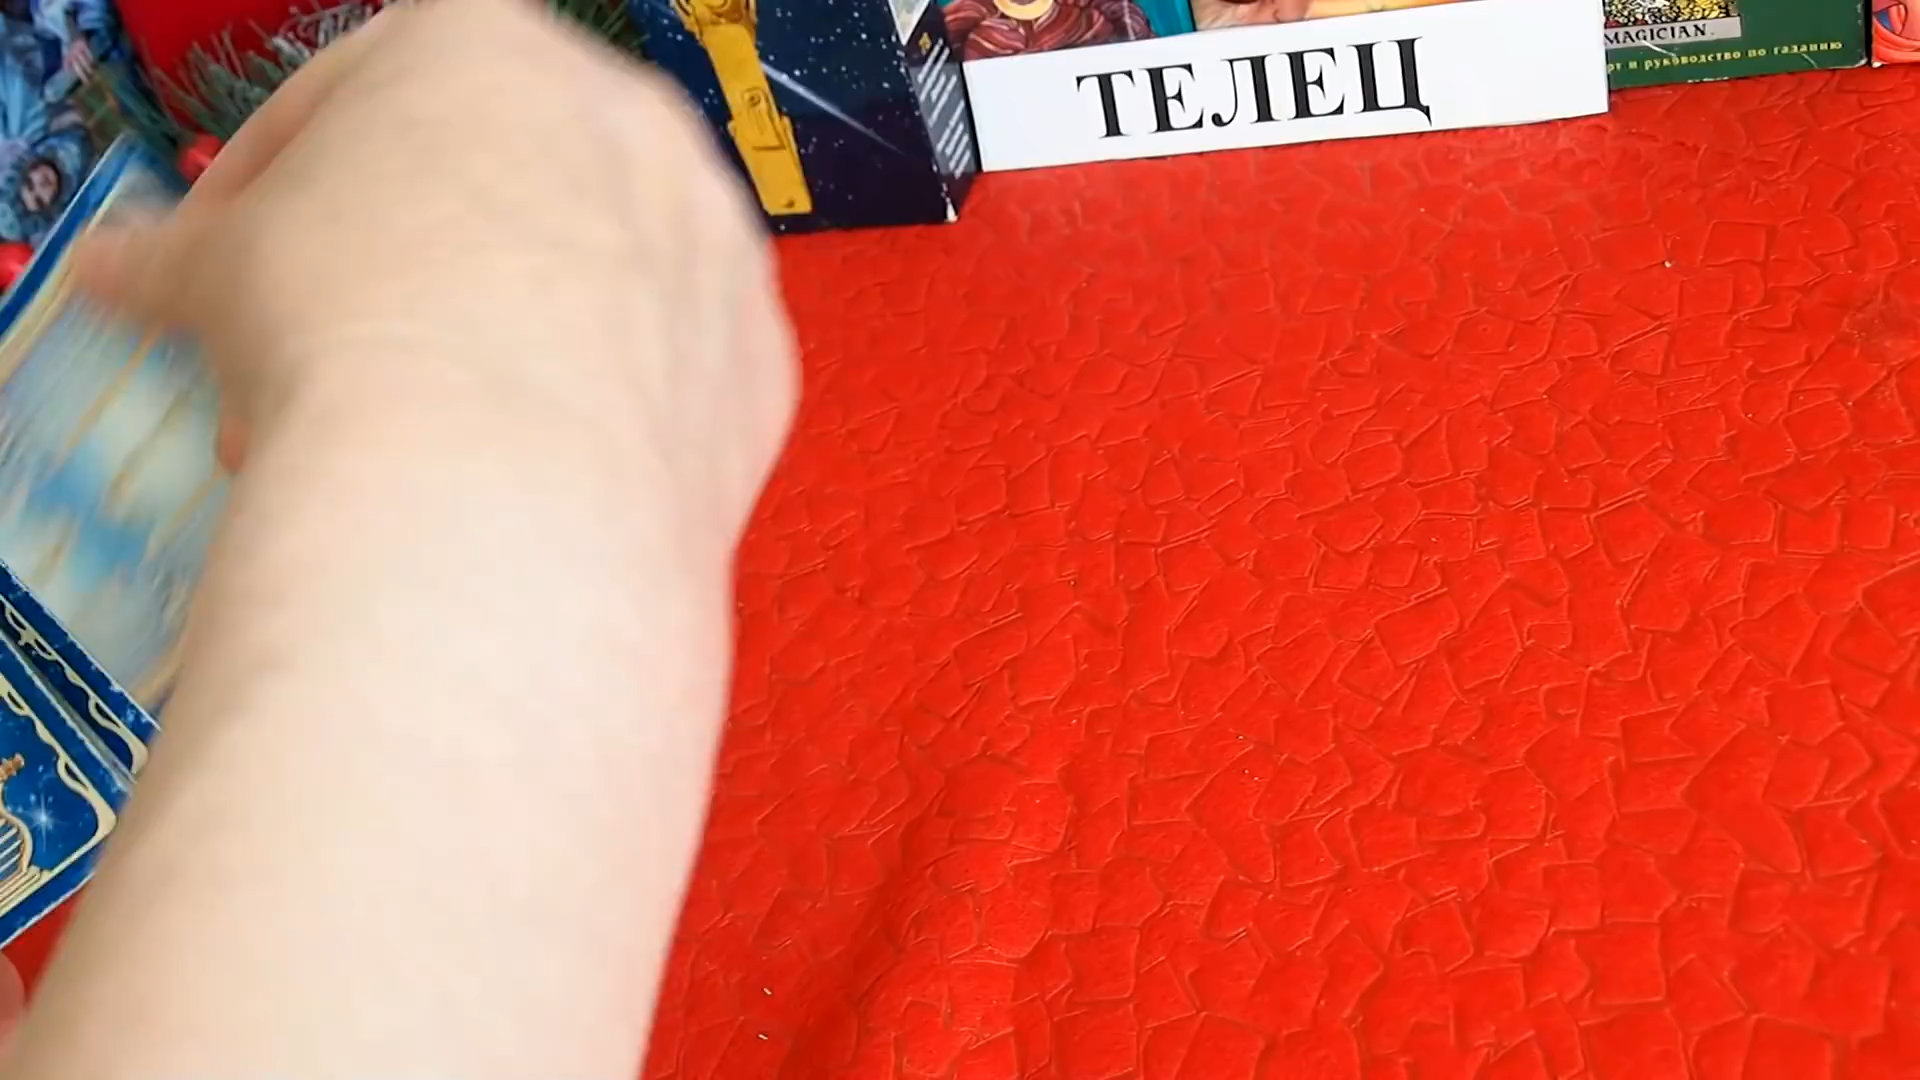 ТЕЛЕЦ
MAGICIAN.
рт и руководство по гаданию